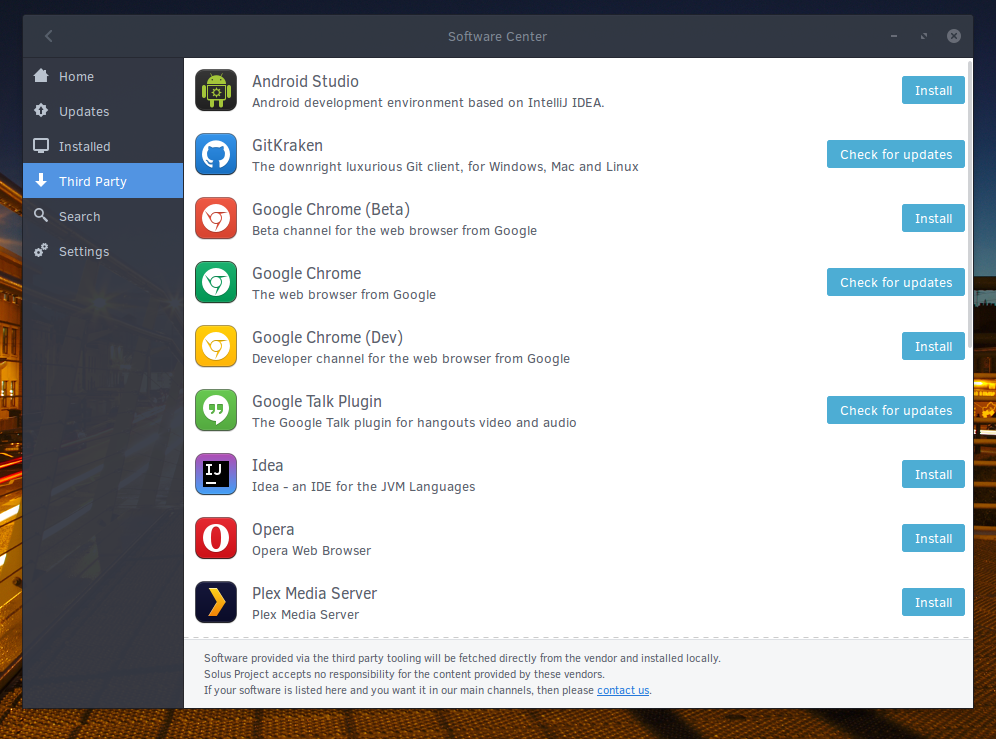 Software Center
Home
Updates
Installed
Third Party
Search
Settings
Android Studio
Android development environment based on IntelliJ IDEA.
Install
GitKraken
The downright luxurious Git client, for Windows, Mac and Linux
Check for updates
Google Chrome (Beta)
Beta channel for the web browser from Google
Install
Google Chrome
The web browser from Google
Check for updates
Google Chrome (Dev)
Developer channel for the web browser from Google
Install
Google Talk Plugin
The Google Talk plugin for hangouts video and audio
Check for updates
IJ
Idea
Idea - an IDE for the JVM Languages
Install
Opera
Opera Web Browser
Install
Plex Media Server
Plex Media Server
Install
Software provided via the third party tooling will be fetched directly from the vendor and installed locally.
Solus Project accepts no responsibility for the content provided by these vendors.
If your software is listed here and you want it in our main channels, then please contact us.